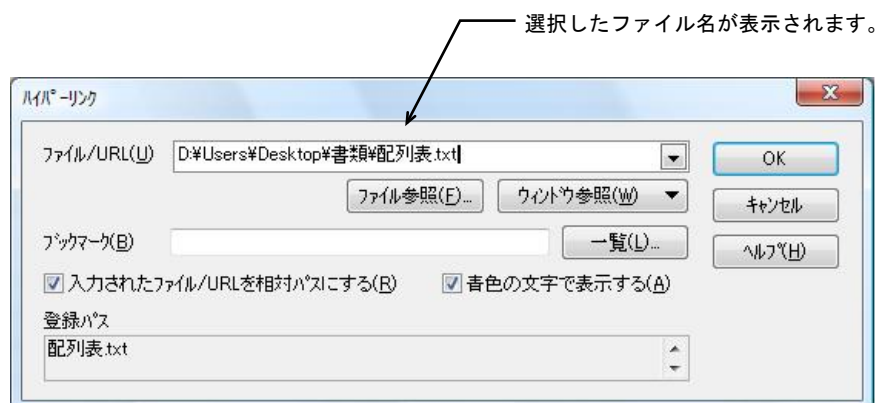 選択したファイル名が表示されます。
ﾊｲﾊﾟｰﾘﾝｸ
ファイル/URL(U) D:¥Users¥Desktop¥書類¥配列表.txt
OK
ファイル参照(F)... ウィンドウ参照(W)
キャンセル
ブックマーク(B) 一覧(L)...
ヘルプ(H)
入力されたファイル/URLを相対パスにする(R) 青色の文字で表示する(A)
登録パス
配列表.txt